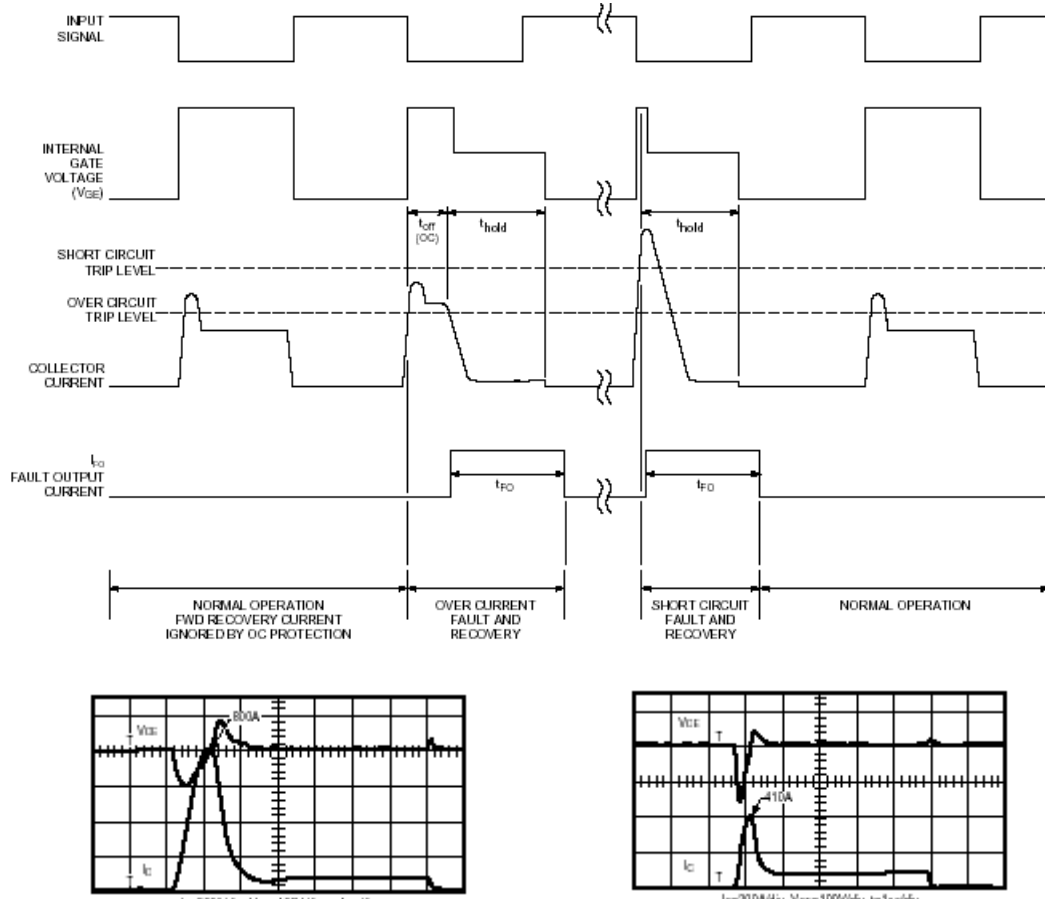 INPUT
SIGNAL
INTERNAL
GATE
VOLTAGE
(VGE)
toff
(OC)
thold
thold
SHORT CIRCUIT
TRIP LEVEL
OVER CIRCUIT
TRIP LEVEL
COLLECTOR
CURRENT
IFO
FAULT OUTPUT
CURRENT
tFO
tFO
NORMAL OPERATION
FWD RECOVERY CURRENT
IGNORED BY OC PROTECTION
OVER CURRENT
FAULT AND
RECOVERY
SHORT CIRCUIT
FAULT AND
RECOVERY
NORMAL OPERATION
800A
VCE
T
IC
T
VCE
T
410A
IC
T